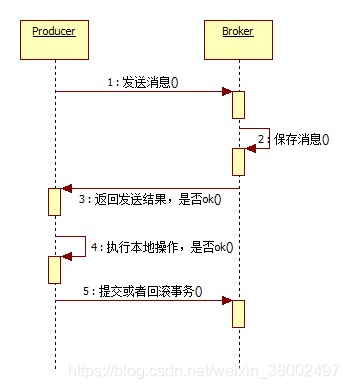 Producer
Broker
1：发送消息()
2：保存消息()
3：返回发送结果，是否ok()
4：执行本地操作，是否ok()
5：提交或者回滚事务()
https://blog.csdn.net/weixin_38002497